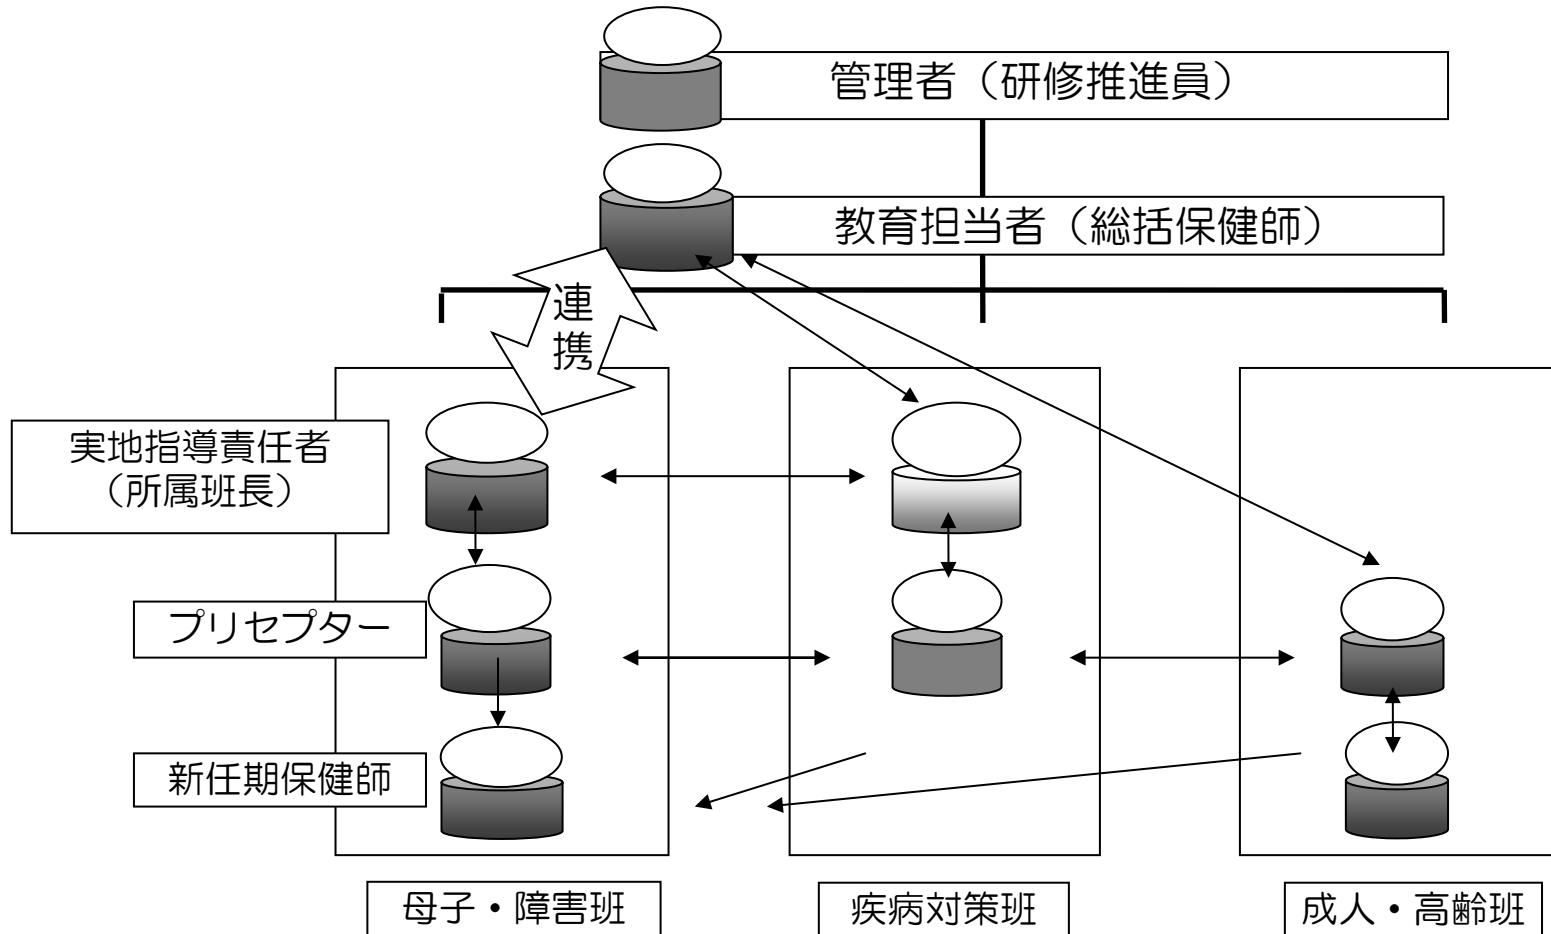 管理者（研修推進員）
教育担当者（総括保健師）
連
携
実地指導責任者
（所属班長）
プリセプター
新任期保健師
母子・障害班
疾病対策班
成人・高齢班